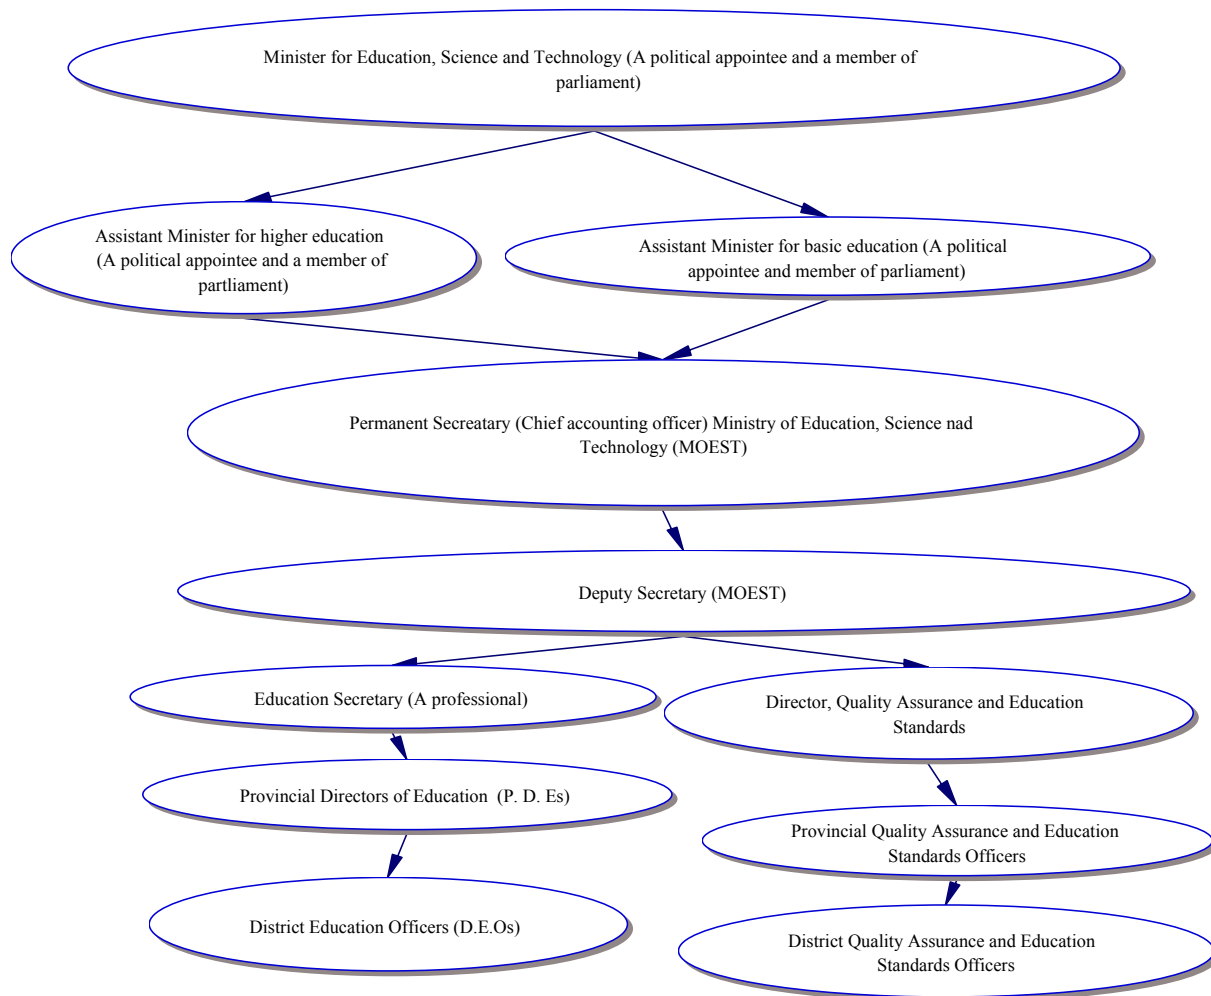 Minister for Education, Science and Technology (A political appointee and a member of
parliament)
Assistant Minister for higher education
(A political appointee and a member of
partliament)
Assistant Minister for basic education (A political
appointee and member of parliament)
Permanent Secreatary (Chief accounting officer) Ministry of Education, Science nad
Technology (MOEST)
Deputy Secretary (MOEST)
Education Secretary (A professional)
Director, Quality Assurance and Education
Standards
Provincial Directors of Education  (P. D. Es)
Provincial Quality Assurance and Education
Standards Officers
District Education Officers (D.E.Os)
District Quality Assurance and Education
Standards Officers